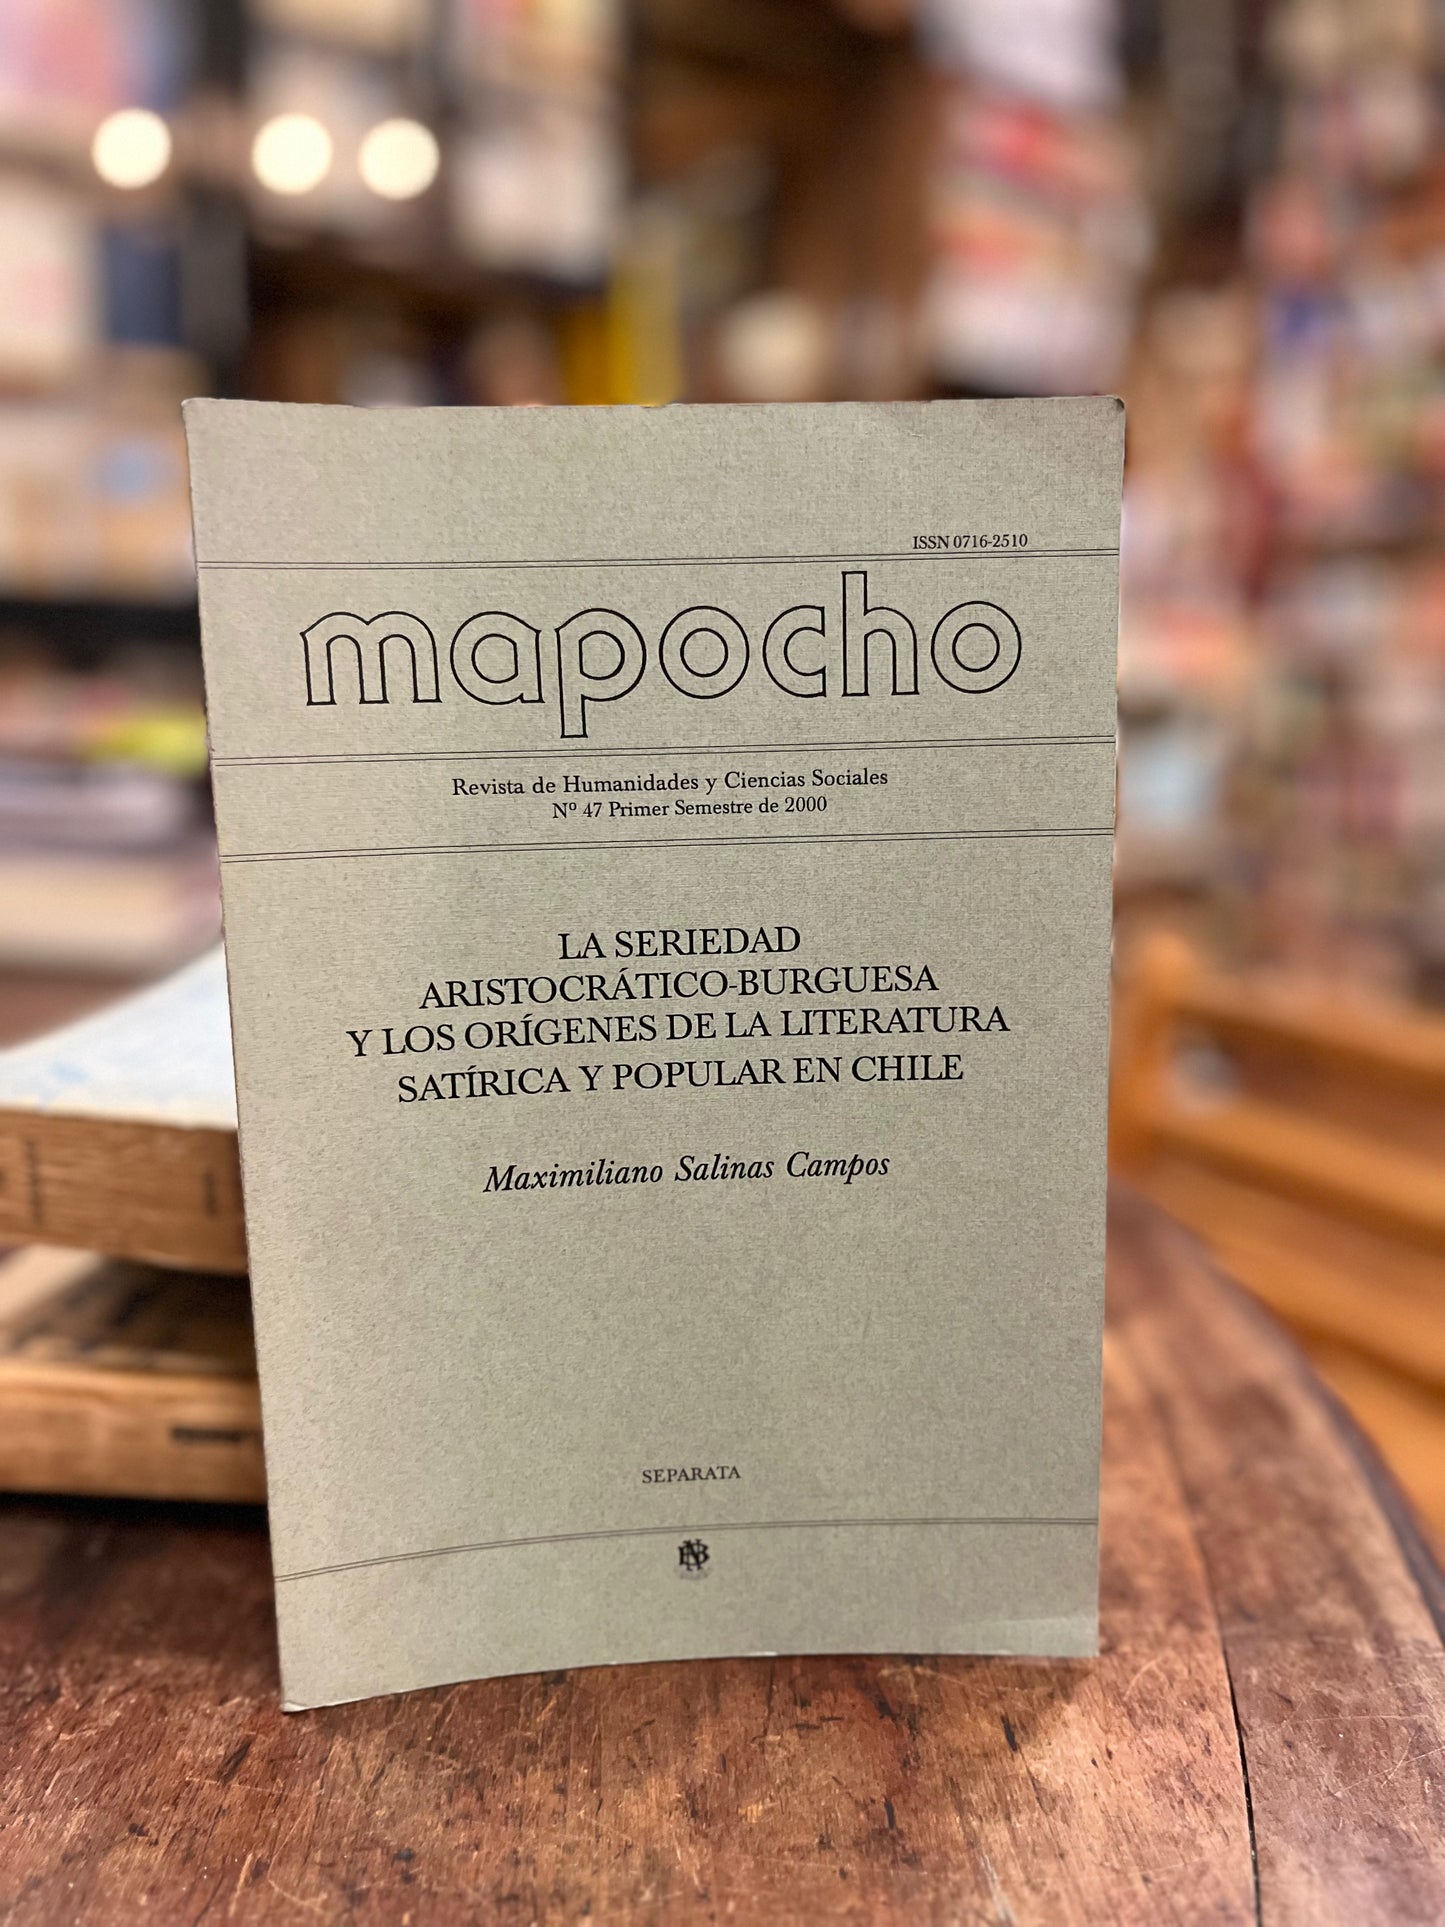 ISSN 0716-2510
mapocho
Revista de Humanidades y Ciencias Sociales
Nº 47 Primer Semestre de 2000
LA SERIEDAD
ARISTOCRÁTICO-BURGUESA
Y LOS ORÍGENES DE LA LITERATURA
SATÍRICA Y POPULAR EN CHILE
Maximiliano Salinas Campos
SEPARATA